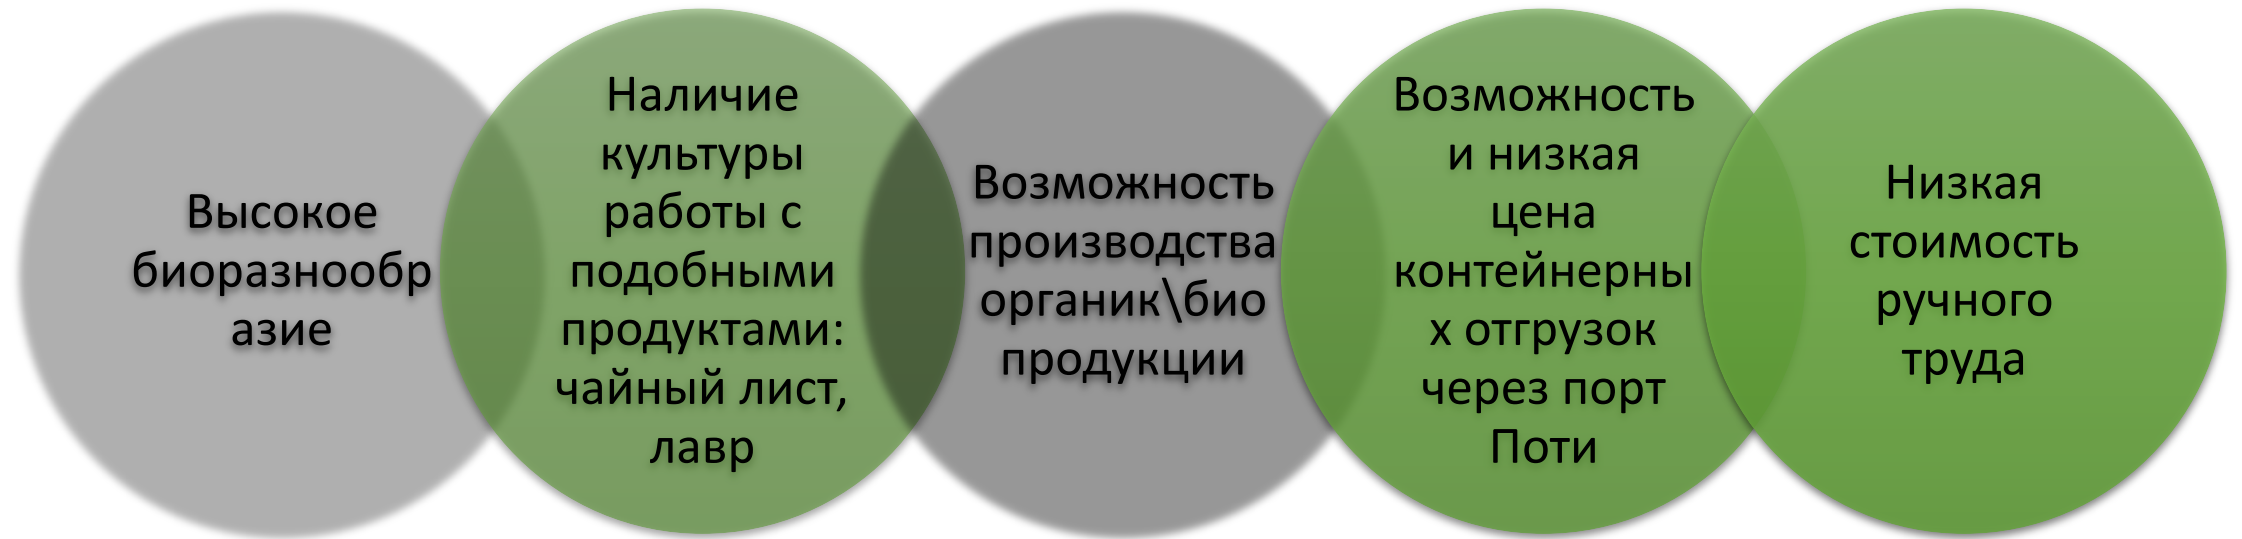 Высокое
биоразнообр
азие
Наличие
культуры
работы с
подобными
продуктами:
чайный лист,
лавр
Возможность
производства
органик\био
продукции
Возможность
и низкая
цена
контейнерны
х отгрузок
через порт
Поти
Низкая
стоимость
ручного
труда